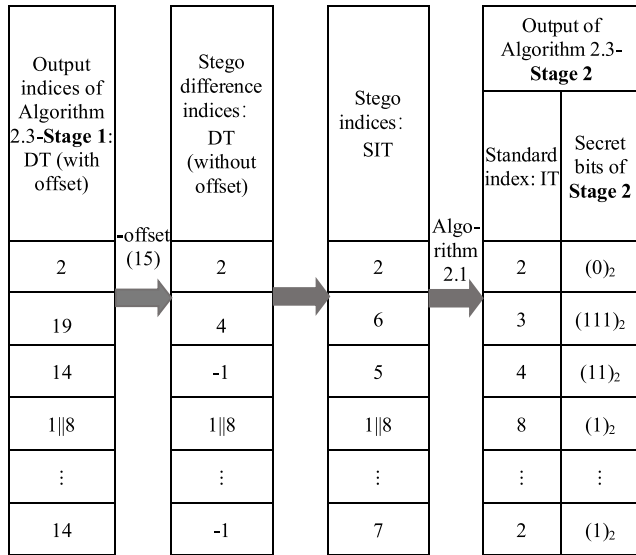 Output
indices of
Algorithm
2.3-Stage 1:
DT (with
offset)
2
19
14
1||8
⋮
14
-offset
(15)
Stego
difference
indices:
DT
(without
offset)
2
4
-1
1||8
⋮
-1
Stego
indices:
SIT
2
6
5
1||8
⋮
7
Algo-
rithm
2.1
Output of
Algorithm 2.3-
Stage 2
Standard
index: IT
Secret
bits of
Stage 2
2 (0)₂
3 (111)₂
4 (11)₂
8 (1)₂
⋮ ⋮
2 (1)₂